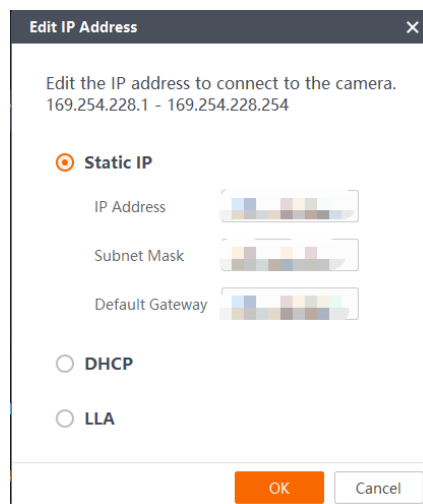 Edit IP Address
Edit the IP address to connect to the camera.
169.254.228.1 - 169.254.228.254
Static IP
IP Address
Subnet Mask
Default Gateway
DHCP
LLA
OK Cancel